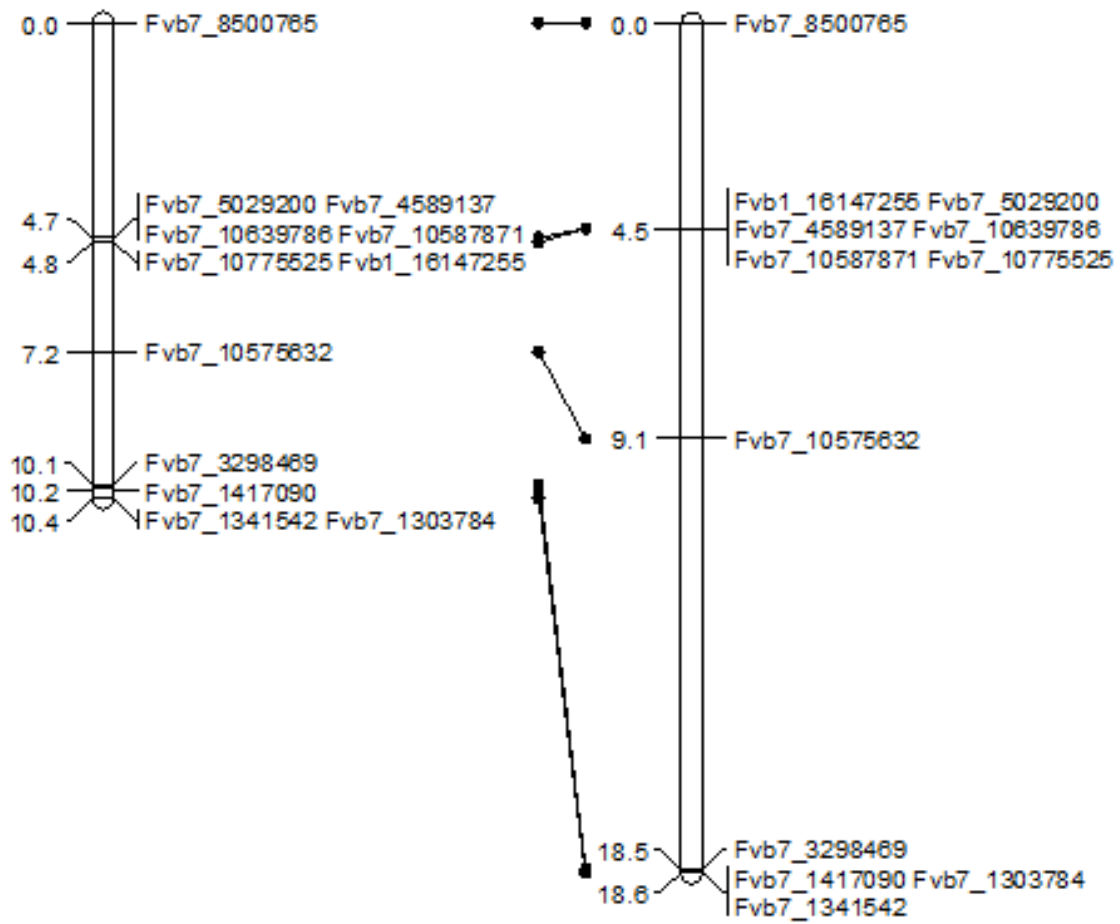 0.0 Fvb7_8500765
4.7 Fvb7_5029200 Fvb7_4589137
Fvb7_10639786 Fvb7_10587871
4.8 Fvb7_10775525 Fvb1_16147255
7.2 Fvb7_10575632
10.1 Fvb7_3298469
10.2 Fvb7_1417090
10.4 Fvb7_1341542 Fvb7_1303784
0.0 Fvb7_8500765
Fvb1_16147255 Fvb7_5029200
4.5 Fvb7_4589137 Fvb7_10639786
Fvb7_10587871 Fvb7_10775525
9.1 Fvb7_10575632
18.5 Fvb7_3298469
18.6 Fvb7_1417090 Fvb7_1303784
Fvb7_1341542